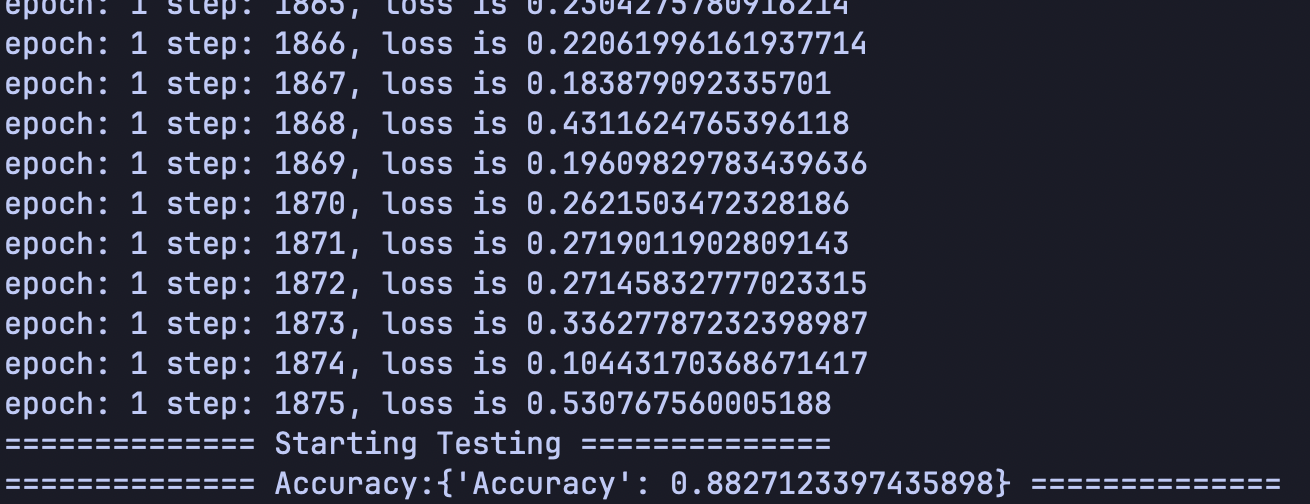 epoch: 1 step: 1865, loss is 0.2304275780916214
epoch: 1 step: 1866, loss is 0.22061996161937714
epoch: 1 step: 1867, loss is 0.183879092335701
epoch: 1 step: 1868, loss is 0.4311624765396118
epoch: 1 step: 1869, loss is 0.19609829783439636
epoch: 1 step: 1870, loss is 0.2621503472328186
epoch: 1 step: 1871, loss is 0.2719011902809143
epoch: 1 step: 1872, loss is 0.27145832777023315
epoch: 1 step: 1873, loss is 0.33627787232398987
epoch: 1 step: 1874, loss is 0.10443170368671417
epoch: 1 step: 1875, loss is 0.530767560005188
============== Starting Testing ==============
============== Accuracy:{'Accuracy': 0.8827123397435898} ==============